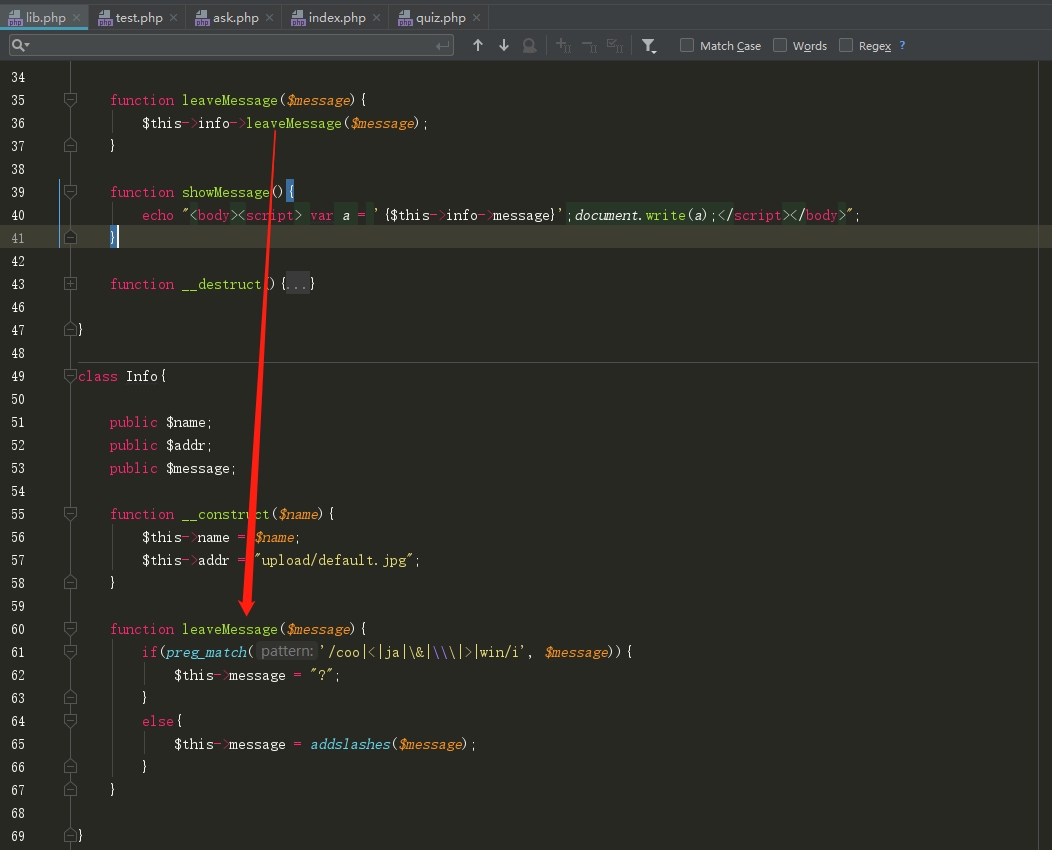 lib.php test.php ask.php index.php quiz.php
Match Case Words Regex ?
34
35 function leaveMessage($message){
36 $this->info->leaveMessage($message);
37 }
38
39 function showMessage(){
40 echo "<body><script> var a = '{$this->info->message}';document.write(a);</script></body>";
41 }
42
43 function __destruct(){...}
46
47 }
48
49 class Info{
50
51 public $name;
52 public $addr;
53 public $message;
54
55 function __construct($name){
56 $this->name = $name;
57 $this->addr = "upload/default.jpg";
58 }
59
60 function leaveMessage($message){
61 if(preg_match( pattern: '/coo|<|ja|\&|\\\|>|win/i', $message)){
62 $this->message = "?";
63 }
64 else{
65 $this->message = addslashes($message);
66 }
67 }
68
69 }